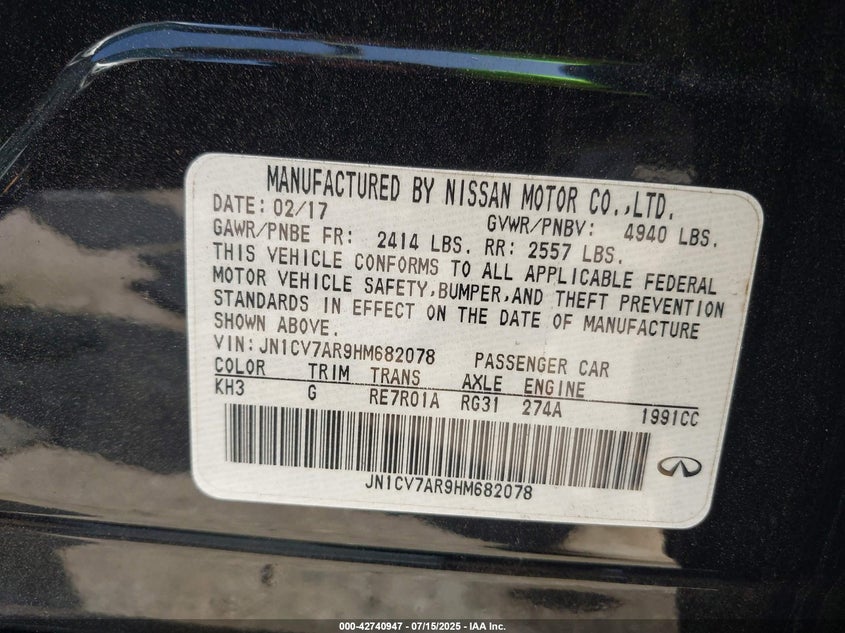 MANUFACTURED BY NISSAN MOTOR CO.,LTD.
DATE: 02/17 GVWR/PNBV: 4940 LBS.
GAWR/PNBE FR: 2414 LBS. RR: 2557 LBS.
THIS VEHICLE CONFORMS TO ALL APPLICABLE FEDERAL
MOTOR VEHICLE SAFETY,BUMPER,AND THEFT PREVENTION
STANDARDS IN EFFECT ON THE DATE OF MANUFACTURE
SHOWN ABOVE.
VIN:JN1CV7AR9HM682078 PASSENGER CAR
COLOR TRIM TRANS AXLE ENGINE
KH3 G RE7R01A RG31 274A 1991CC
JN1CV7AR9HM682078
000-42740947 - 07/15/2025 - IAA Inc.